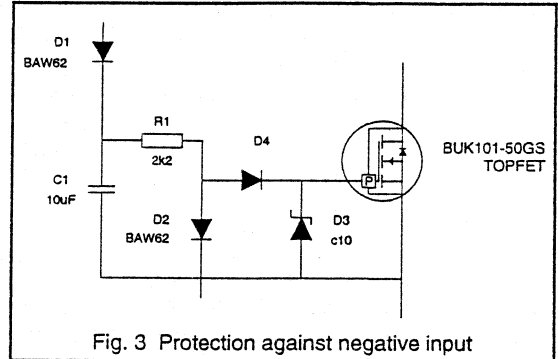 D1
BAW62
R1
2k2
D4
BUK101-50GS
TOPFET
C1
10uF
P
D2
BAW62
D3
c10
Fig. 3 Protection against negative input